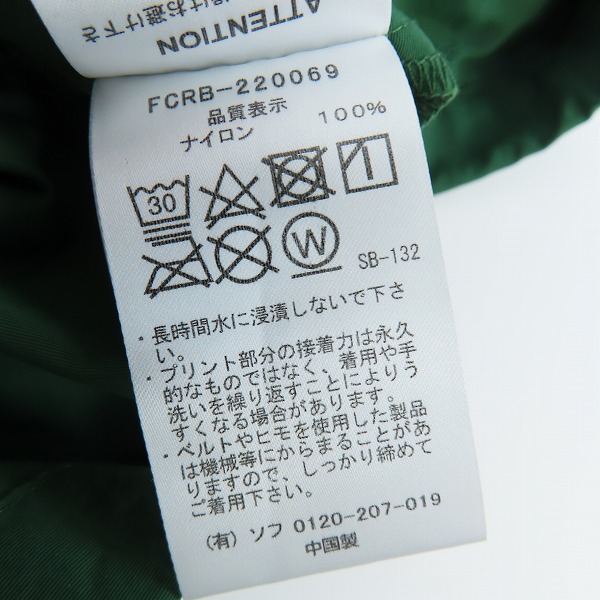 はお避け下さ
ATTENTION
FCRB-220069
品質表示
ナイロン 100%
30
W
SB-132
・長時間水に浸漬しないで下さ
い。
・プリント部分の接着力は永久
的なものではなく、着用や手
洗いを繰り返すことによりう
すくなる場合があります。
・ベルトやヒモを使用した製品
は機械等にからまることがあ
りますので、しっかり締めて
ご着用下さい。
(有) ソフ 0120-207-019
中国製